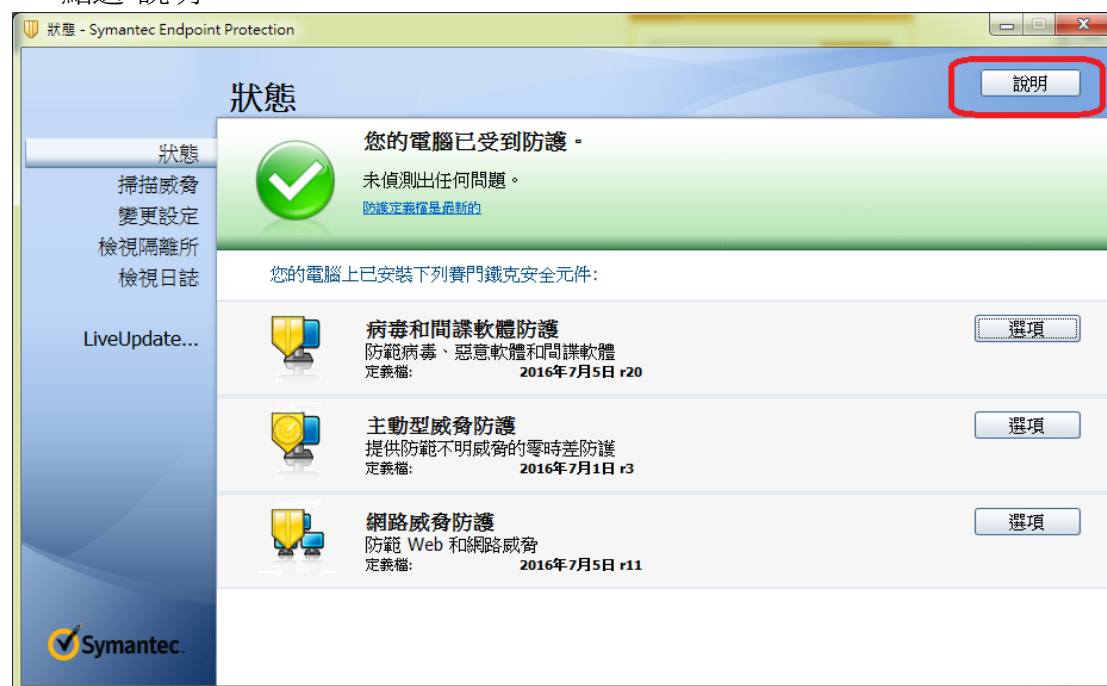 狀態 - Symantec Endpoint Protection
說明
狀態
狀態
掃描威脅
變更設定
檢視隔離所
檢視日誌
LiveUpdate...
您的電腦已受到防護。
未偵測出任何問題。
防護定義檔是最新的
您的電腦上已安裝下列賽門鐵克安全元件:
病毒和間諜軟體防護
防範病毒、惡意軟體和間諜軟體
定義檔: 2016年7月5日 r20
選項
主動型威脅防護
提供防範不明威脅的零時差防護
定義檔: 2016年7月1日 r3
選項
網路威脅防護
防範 Web 和網路威脅
定義檔: 2016年7月5日 r11
選項
Symantec.